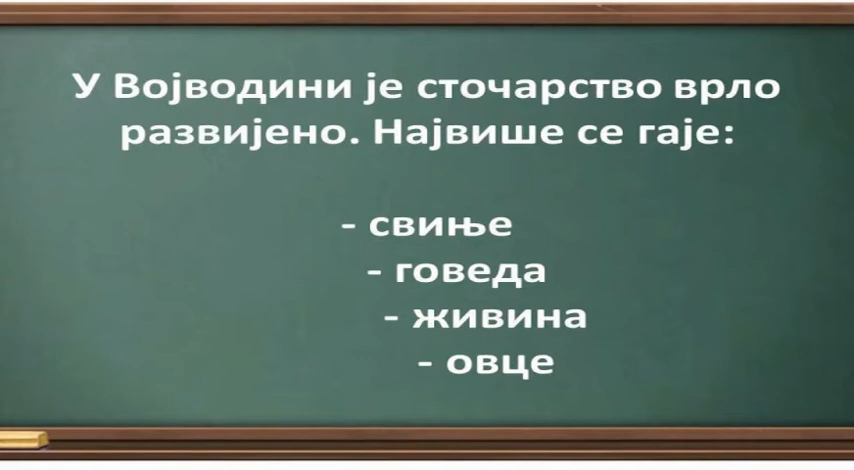 У Војводини је сточарство врло
развијено. Највише се гаје:
- свиње
- говеда
- живина
- овце